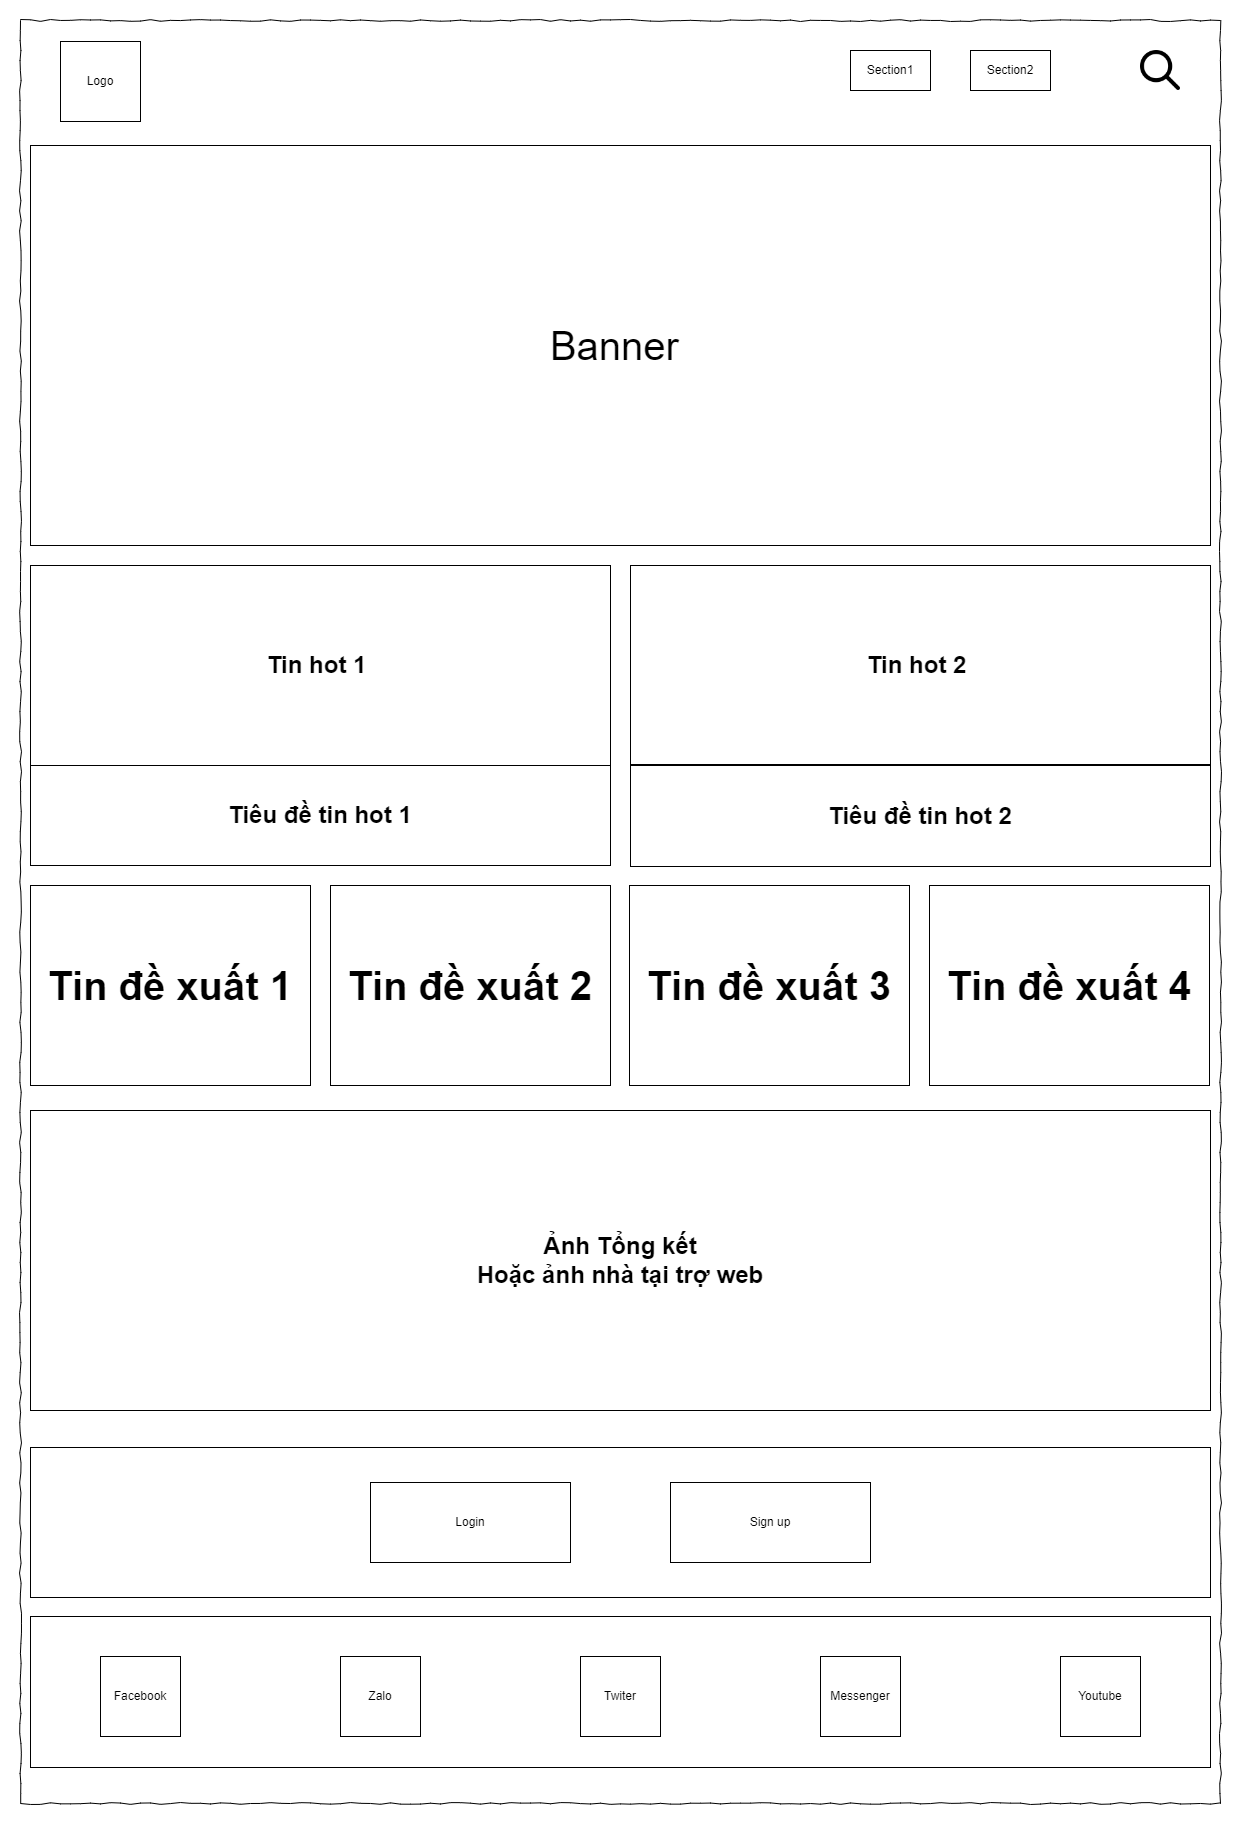 Logo
Section1
Section2
Banner
Tin hot 1
Tin hot 2
Tiêu đề tin hot 1
Tiêu đề tin hot 2
Tin đề xuất 1
Tin đề xuất 2
Tin đề xuất 3
Tin đề xuất 4
Ảnh Tổng kết
Hoặc ảnh nhà tại trợ web
Login
Sign up
Facebook
Zalo
Twiter
Messenger
Youtube